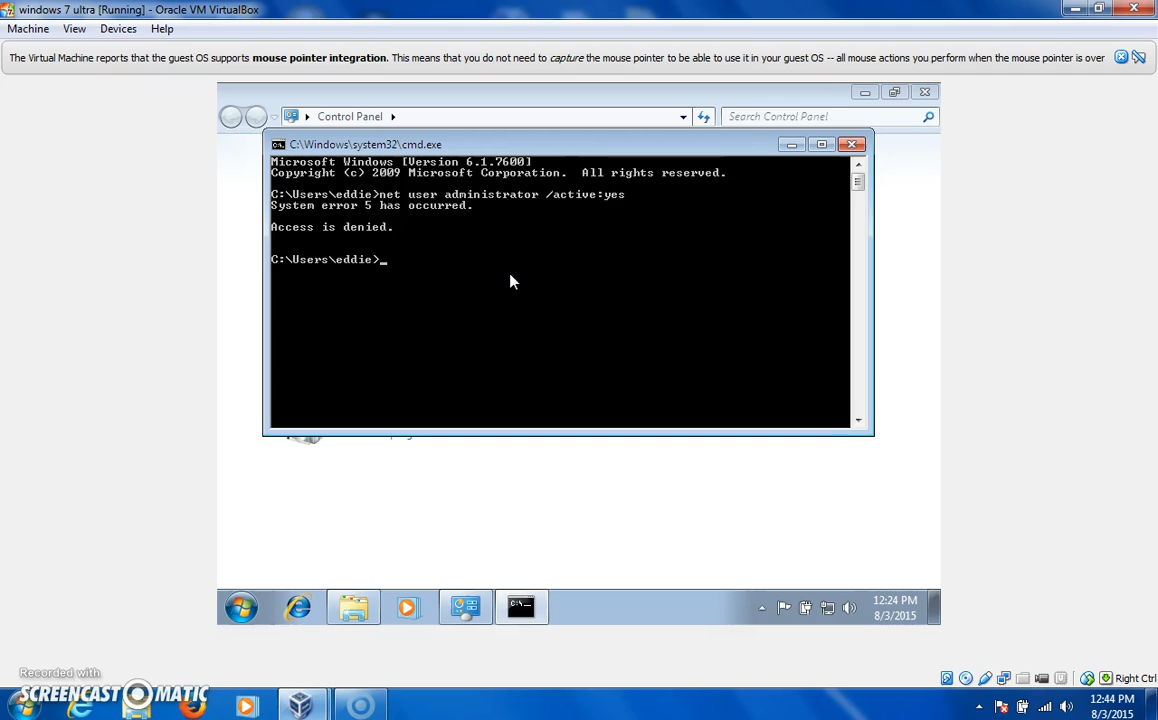 windows 7 ultra [Running] - Oracle VM VirtualBox
Machine View Devices Help
The Virtual Machine reports that the guest OS supports mouse pointer integration. This means that you do not need to capture the mouse pointer to be able to use it in your guest OS -- all mouse actions you perform when the mouse pointer is over
Control Panel
Search Control Panel
C:\Windows\system32\cmd.exe
Microsoft Windows [Version 6.1.7600]
Copyright (c) 2009 Microsoft Corporation. All rights reserved.
C:\Users\eddie>net user administrator /active:yes
System error 5 has occurred.
Access is denied.
C:\Users\eddie>_
12:24 PM
8/3/2015
Recorded with
SCREENCAST MATIC
Right Ctrl
12:44 PM
8/3/2015